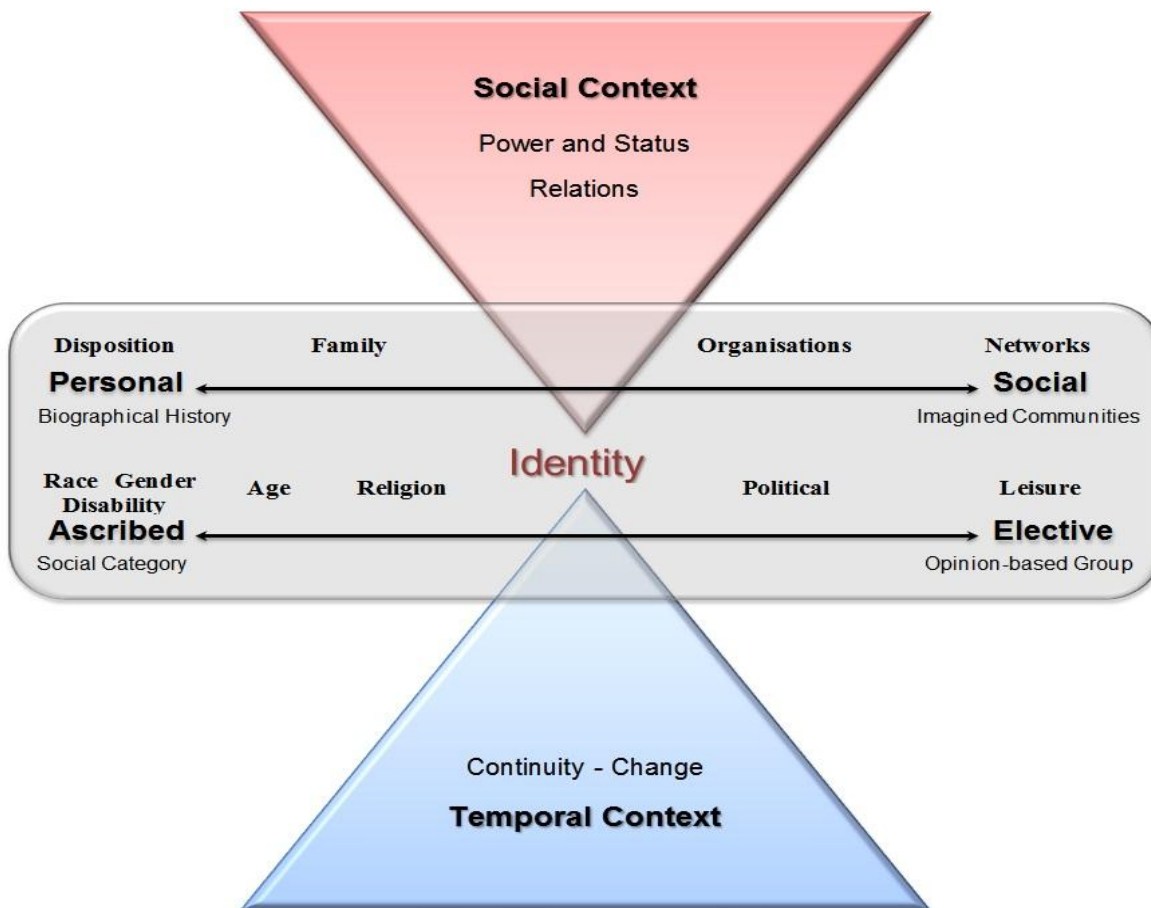 Social Context
Power and Status
Relations
Disposition Family Organisations Networks
Personal Social
Biographical History Imagined Communities
Identity
Race Gender Age Religion Political Leisure
Disability
Ascribed Elective
Social Category Opinion-based Group
Continuity - Change
Temporal Context